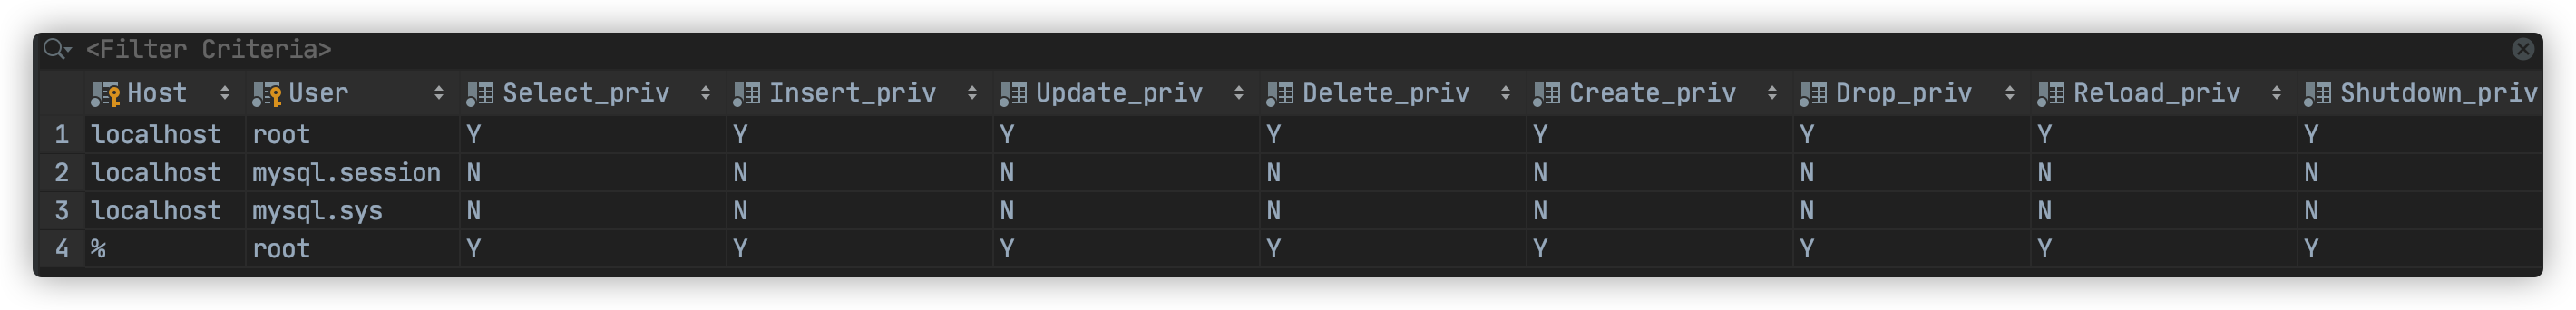 <Filter Criteria>
Host User Select_priv Insert_priv Update_priv Delete_priv Create_priv Drop_priv Reload_priv Shutdown_priv
1 localhost root Y Y Y Y Y Y Y Y
2 localhost mysql.session N N N N N N N N
3 localhost mysql.sys N N N N N N N N
4 % root Y Y Y Y Y Y Y Y